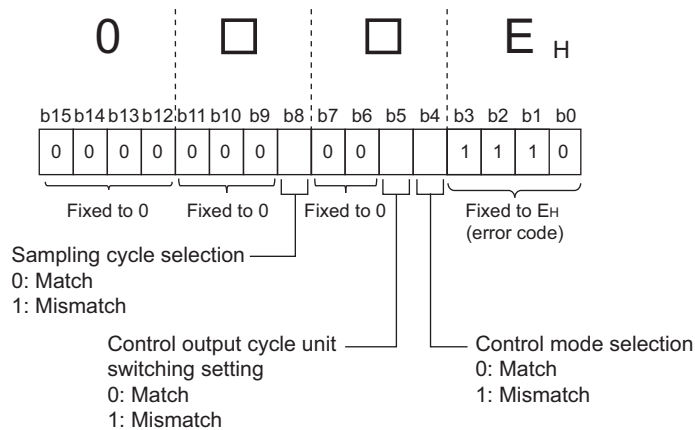 0 □ □ E H
b15 b14 b13 b12 b11 b10 b9 b8 b7 b6 b5 b4 b3 b2 b1 b0
0 0 0 0 0 0 0 0 0 1 1 1 0
Fixed to 0 Fixed to 0 Fixed to 0 Fixed to EH
(error code)
Sampling cycle selection
0: Match
1: Mismatch
Control output cycle unit
switching setting
0: Match
1: Mismatch
Control mode selection
0: Match
1: Mismatch